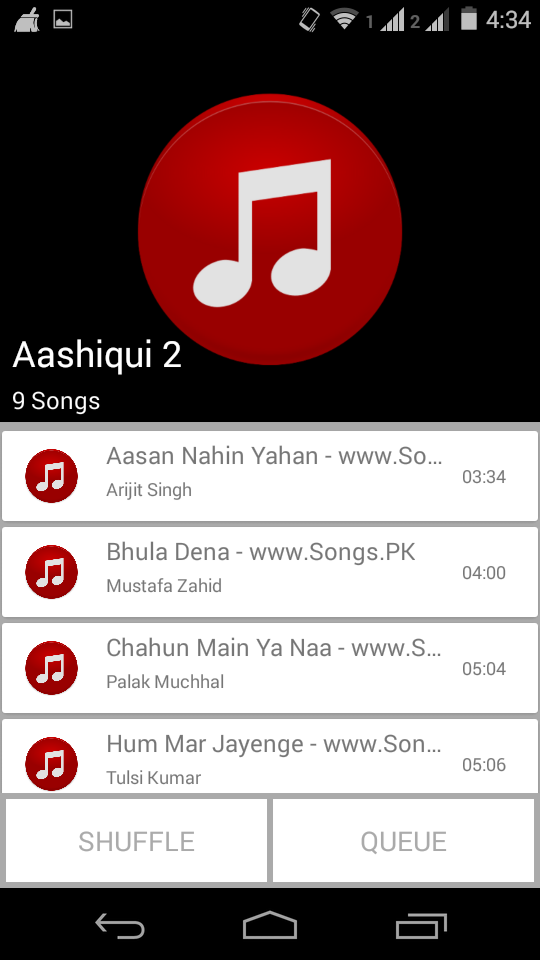 1 2 4:34
Aashiqui 2
9 Songs
Aasan Nahin Yahan - www.So...
Arijit Singh
03:34
Bhula Dena - www.Songs.PK
Mustafa Zahid
04:00
Chahun Main Ya Naa - www.S...
Palak Muchhal
05:04
Hum Mar Jayenge - www.Son...
Tulsi Kumar
05:06
SHUFFLE
QUEUE